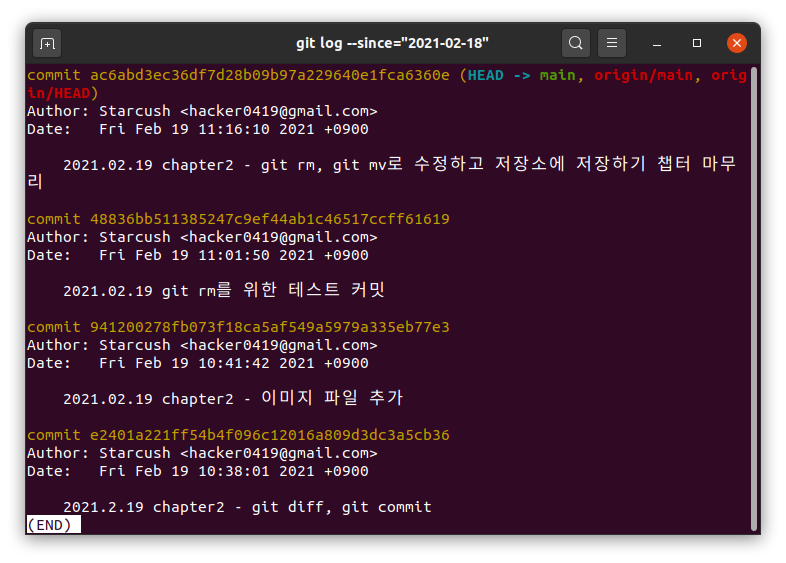 git log --since="2021-02-18"
commit ac6abd3ec36df7d28b09b97a229640e1fca6360e (HEAD -> main, origin/main, orig
in/HEAD)
Author: Starcush <hacker0419@gmail.com>
Date:   Fri Feb 19 11:16:10 2021 +0900
2021.02.19 chapter2 - git rm, git mv로 수정하고 저장소에 저장하기 챕터 마무
리
commit 48836bb511385247c9ef44ab1c46517ccff61619
Author: Starcush <hacker0419@gmail.com>
Date:   Fri Feb 19 11:01:50 2021 +0900
2021.02.19 git rm를 위한 테스트 커밋
commit 941200278fb073f18ca5af549a5979a335eb77e3
Author: Starcush <hacker0419@gmail.com>
Date:   Fri Feb 19 10:41:42 2021 +0900
2021.02.19 chapter2 - 이미지 파일 추가
commit e2401a221ff54b4f096c12016a809d3dc3a5cb36
Author: Starcush <hacker0419@gmail.com>
Date:   Fri Feb 19 10:38:01 2021 +0900
2021.2.19 chapter2 - git diff, git commit
(END)